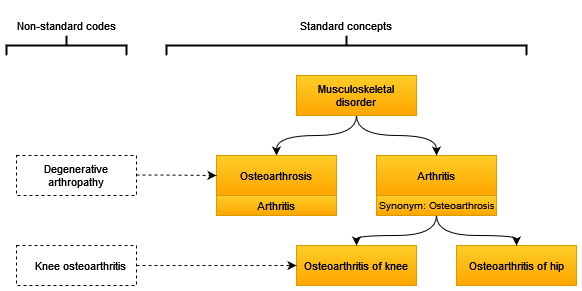 Non-standard codes
Standard concepts
Musculoskeletal
disorder
Degenerative
arthropathy
Osteoarthrosis
Arthritis
Arthritis
Synonym: Osteoarthrosis
Knee osteoarthritis
Osteoarthritis of knee
Osteoarthritis of hip